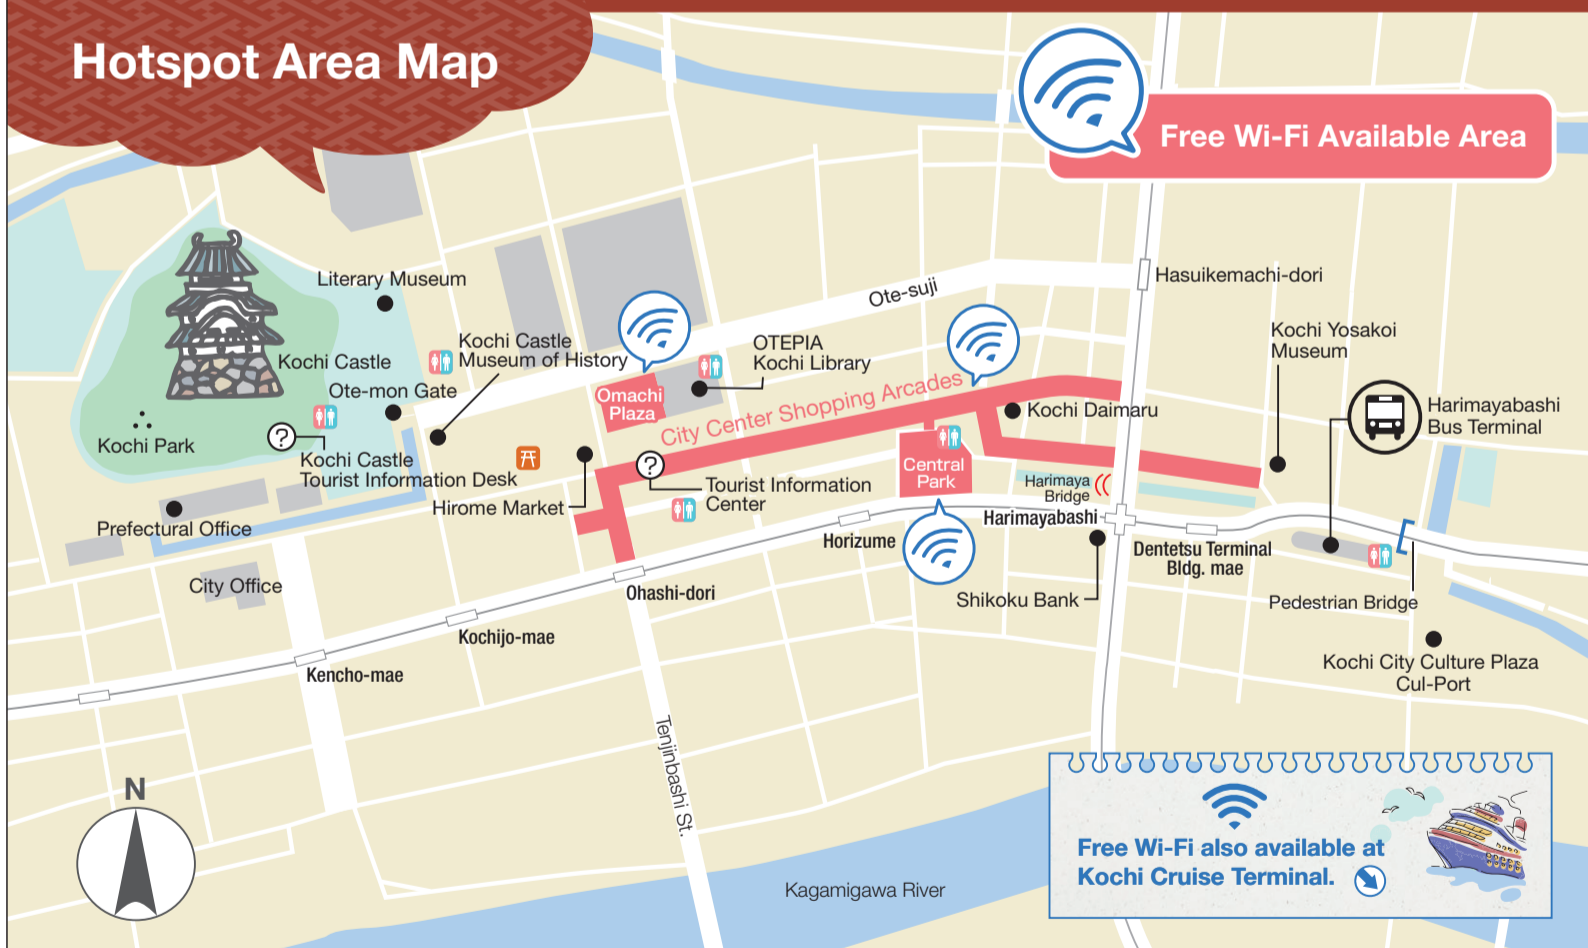 Hotspot Area Map
Free Wi-Fi Available Area
Hasuikemachi-dori
Literary Museum
Ote-suji
Kochi Yosakoi
Museum
Kochi Castle
Museum of History
OTEPIA
Kochi Library
Kochi Castle
Ote-mon Gate
Omachi
Plaza
City Center Shopping Arcades
Kochi Daimaru
Harimayabashi
Bus Terminal
Kochi Park
?
Kochi Castle
Tourist Information Desk
?
Tourist Information
Center
Central
Park
Harimaya
Bridge
Hirome Market
Prefectural Office
Harimayabashi
Horizume
Dentetsu Terminal
Bldg. mae
City Office
Ohashi-dori
Shikoku Bank
Pedestrian Bridge
Kochijo-mae
Kencho-mae
Kochi City Culture Plaza
Cul-Port
Tenjinbashi St.
N
Kagamigawa River
Free Wi-Fi also available at
Kochi Cruise Terminal.